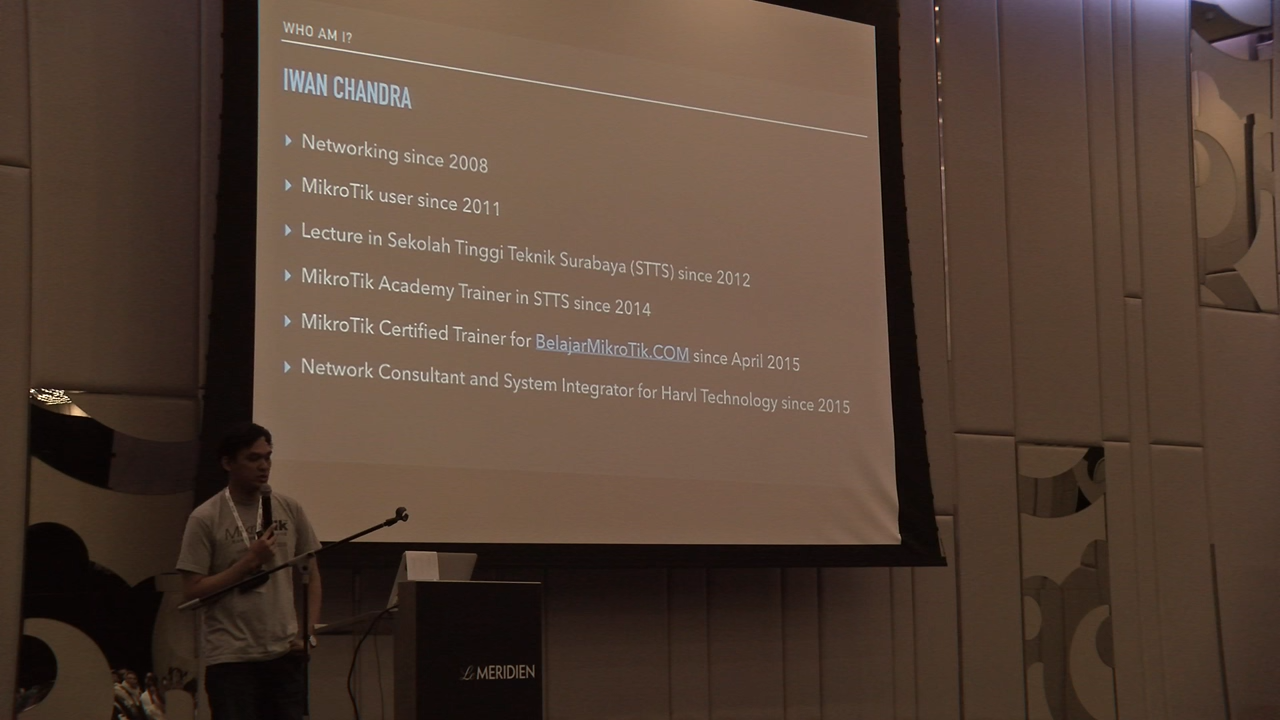 WHO AM I?
IWAN CHANDRA
Networking since 2008
MikroTik user since 2011
Lecture in Sekolah Tinggi Teknik Surabaya (STTS) since 2012
MikroTik Academy Trainer in STTS since 2014
MikroTik Certified Trainer for BelajarMikroTik.COM since April 2015
Network Consultant and System Integrator for Harvl Technology since 2015
Le MERIDIEN